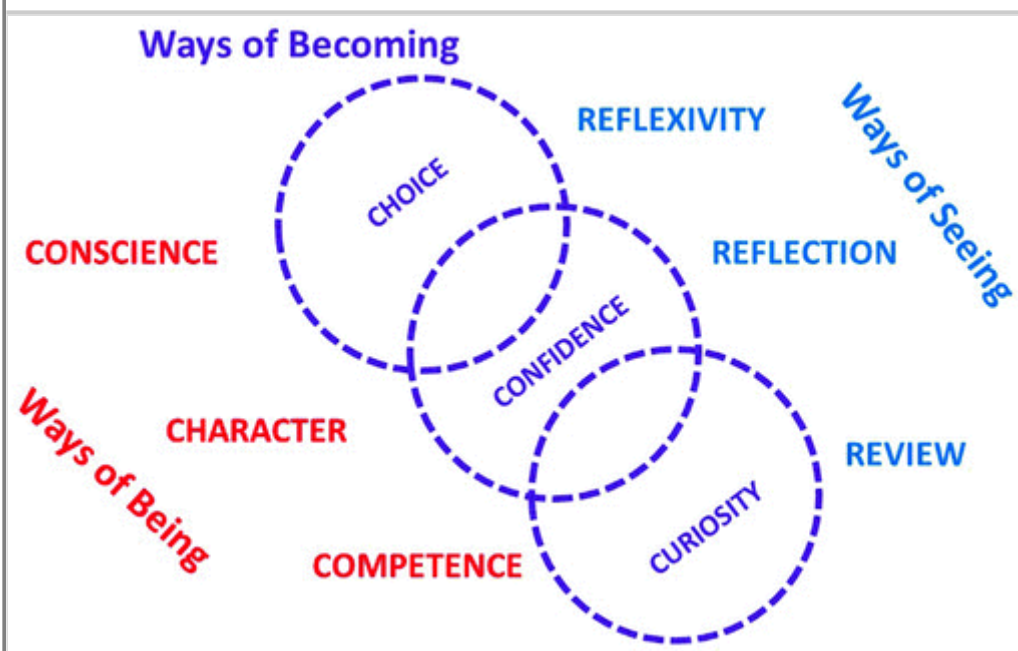 Ways of Becoming
REFLEXIVITY
Ways of Seeing
CHOICE
CONSCIENCE
REFLECTION
CONFIDENCE
Ways of Being
CHARACTER
REVIEW
CURIOSITY
COMPETENCE